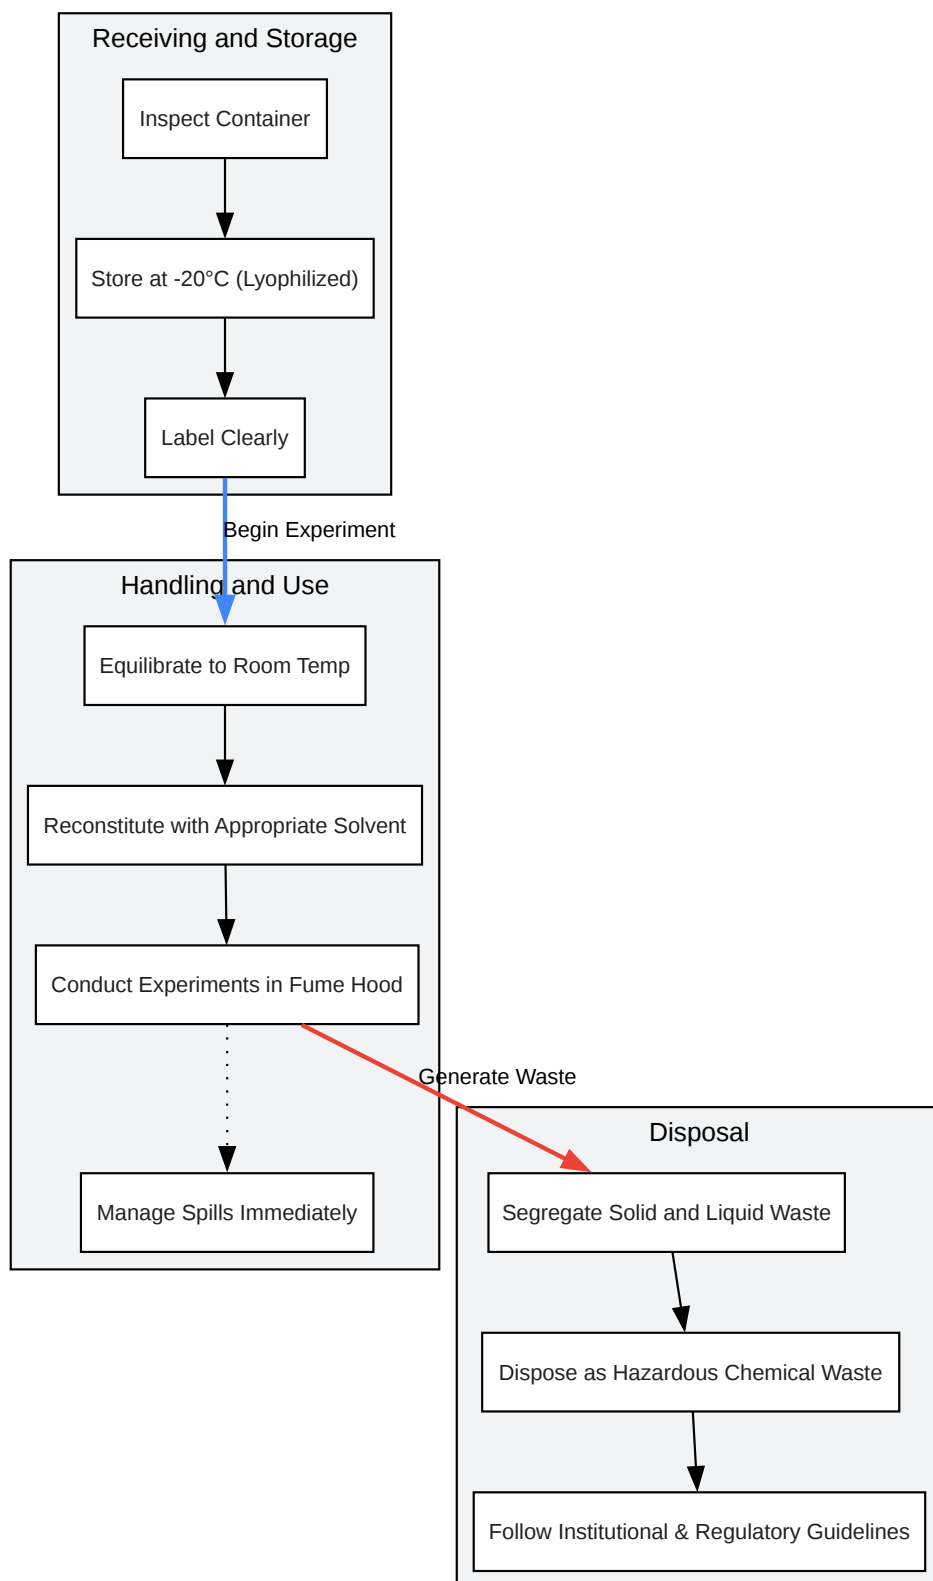 Receiving and Storage
Inspect Container
Store at -20°C (Lyophilized)
Label Clearly
Begin Experiment
Handling and Use
Equilibrate to Room Temp
Reconstitute with Appropriate Solvent
Conduct Experiments in Fume Hood
Generate Waste
Disposal
Manage Spills Immediately
Segregate Solid and Liquid Waste
Dispose as Hazardous Chemical Waste
Follow Institutional & Regulatory Guidelines